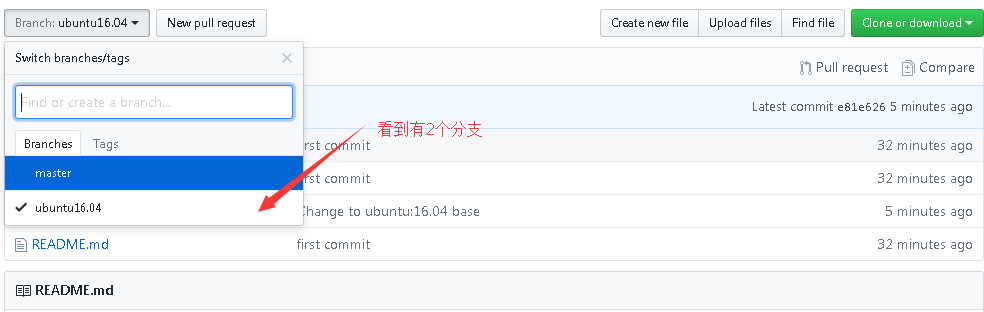 Branch: ubuntu16.04
New pull request
Create new file
Upload files
Find file
Clone or download
Switch branches/tags
Find or create a branch...
Branches
Tags
master
ubuntu16.04
Pull request
Compare
Latest commit e81e626 5 minutes ago
看到有2个分支
first commit
32 minutes ago
first commit
32 minutes ago
Change to ubuntu:16.04 base
5 minutes ago
README.md
first commit
32 minutes ago
README.md